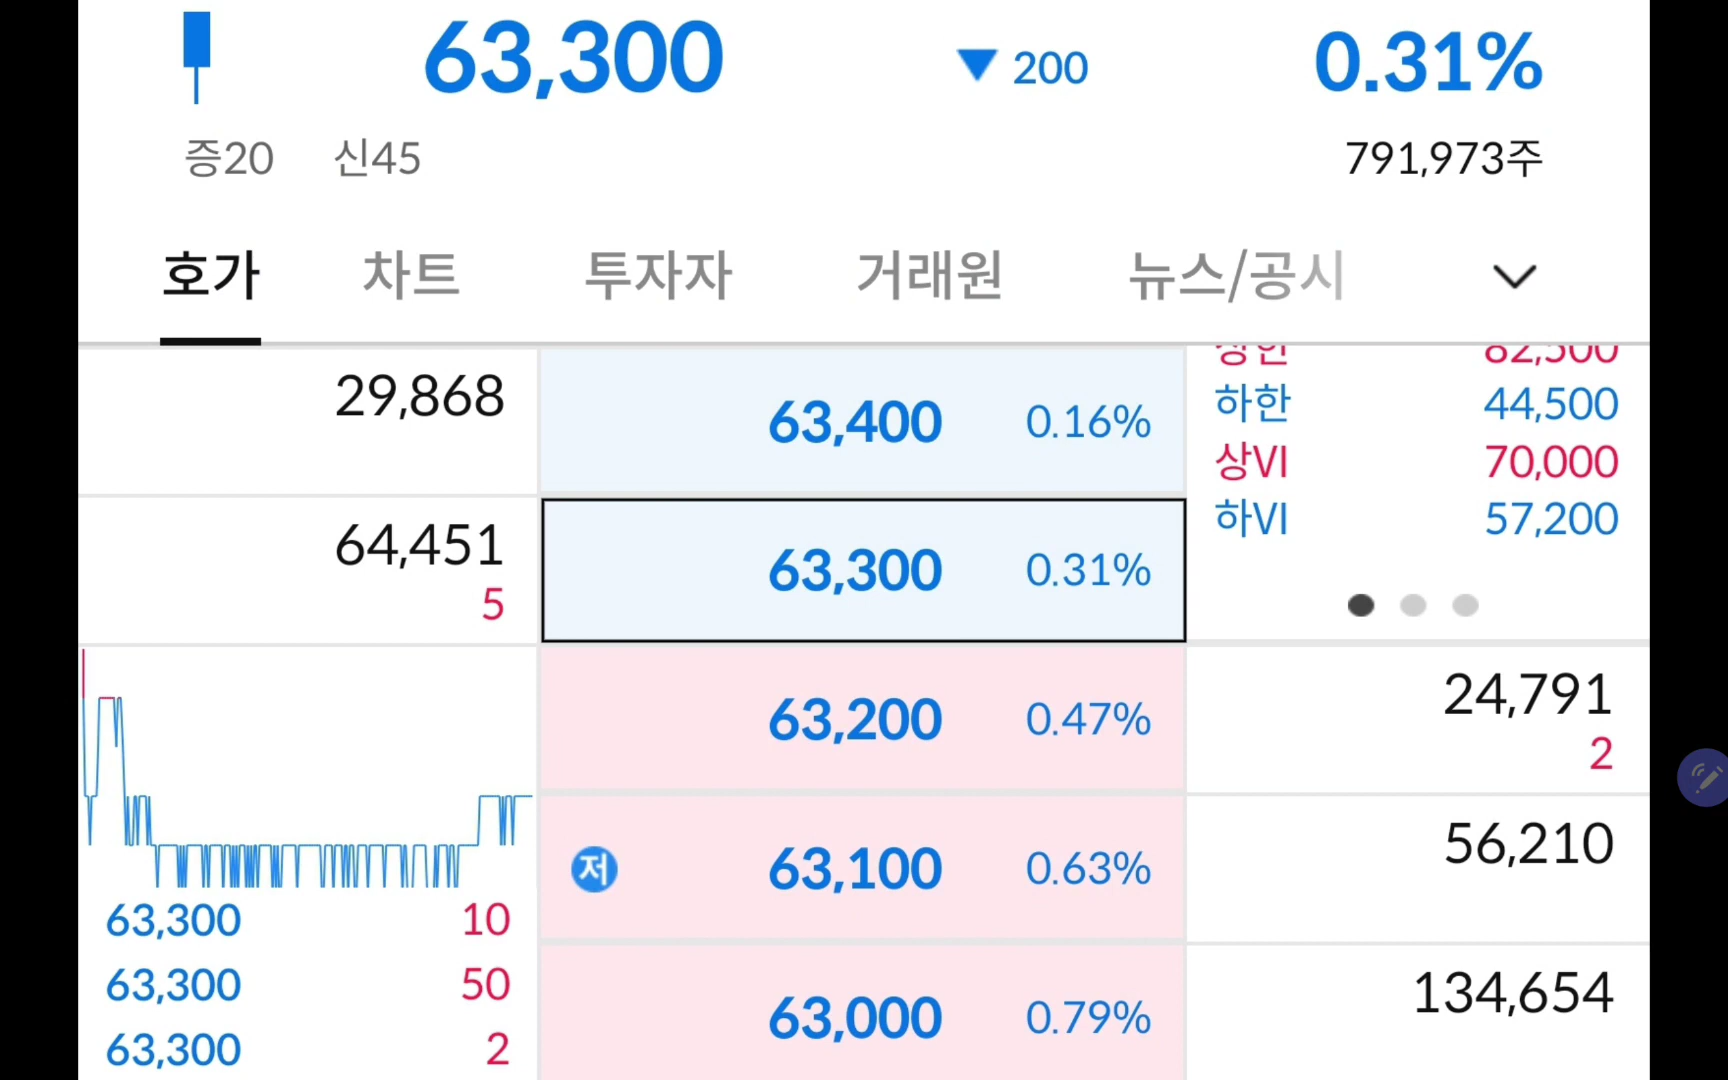 63,300 ▼ 200 0.31%
증20 신45 791,973주
호가 차트 투자자 거래원 뉴스/공시
상한 82,500
29,868 63,400 0.16% 하한 44,500
상VI 70,000
64,451 63,300 0.31% 하VI 57,200
5
63,200 0.47% 24,791
2
저 63,100 0.63% 56,210
63,300 10
63,300 50 63,000 0.79% 134,654
63,300 2